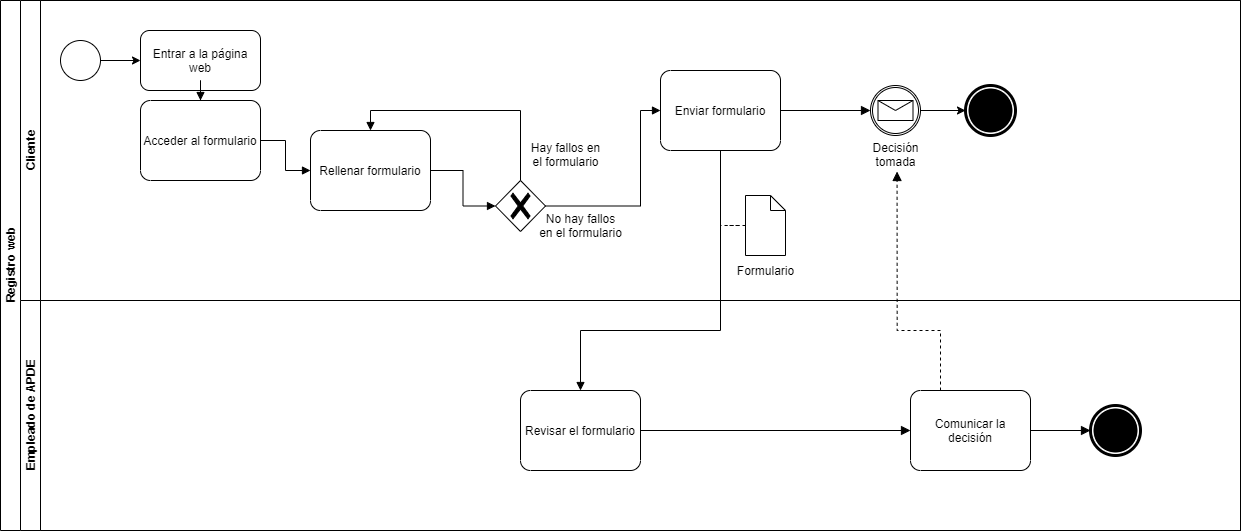 Registro web
Cliente
Entrar a la página
web
Acceder al formulario
Rellenar formulario
Hay fallos en
el formulario
No hay fallos
en el formulario
Enviar formulario
Formulario
Decisión
tomada
Empleado de APDE
Revisar el formulario
Comunicar la
decisión